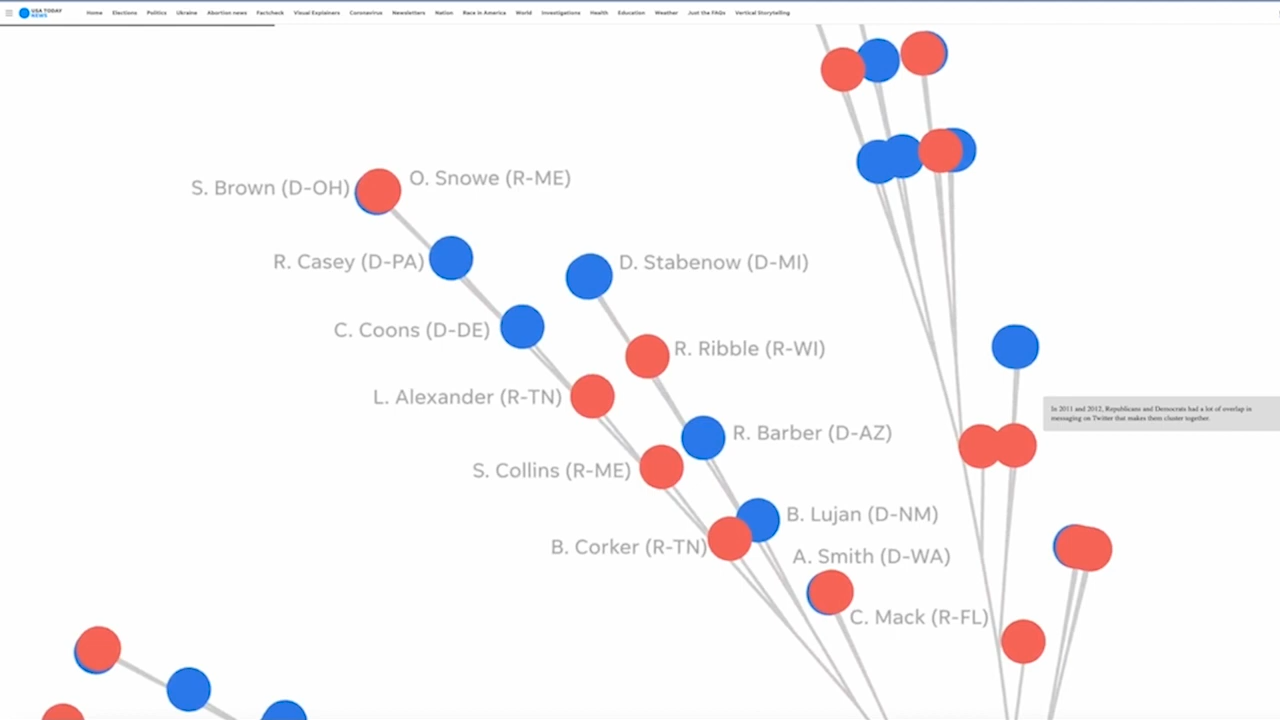 USA TODAY
NEWS
Home Elections Politics Ukraine Abortion news Factcheck Visual Explainers Coronavirus Newsletters Nation Race in America World Investigations Health Education Weather Just the FAQs Vertical Storytelling
S. Brown (D-OH)
O. Snowe (R-ME)
R. Casey (D-PA)
D. Stabenow (D-MI)
C. Coons (D-DE)
R. Ribble (R-WI)
L. Alexander (R-TN)
In 2011 and 2012, Republicans and Democrats had a lot of overlap in
messaging on Twitter that makes them cluster together.
R. Barber (D-AZ)
S. Collins (R-ME)
B. Lujan (D-NM)
B. Corker (R-TN)
A. Smith (D-WA)
C. Mack (R-FL)